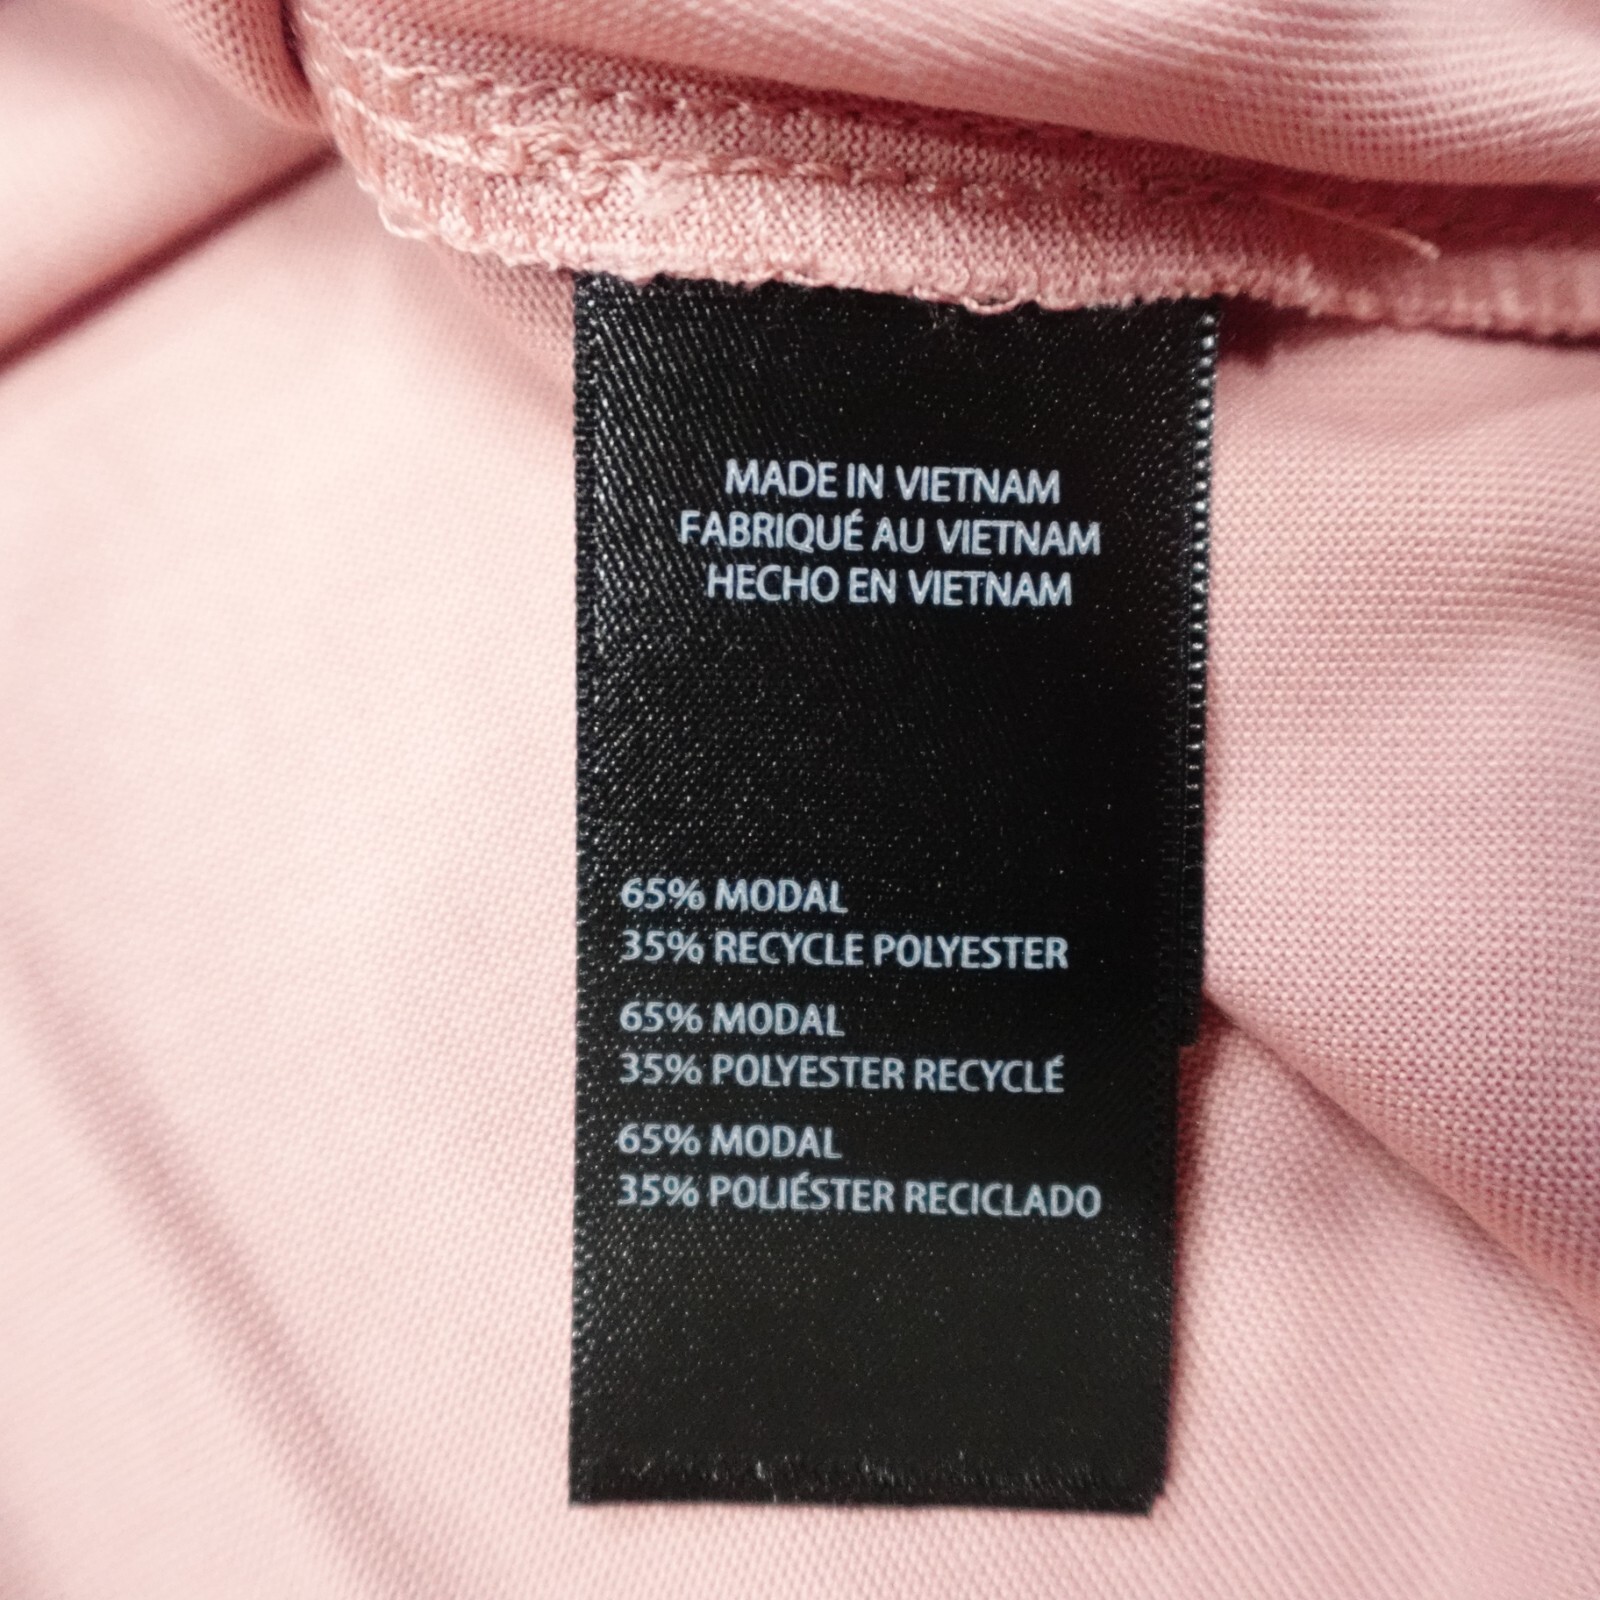 MADE IN VIETNAM
FABRIQUÉ AU VIETNAM
HECHO EN VIETNAM
65% MODAL
35% RECYCLE POLYESTER
65% MODAL
35% POLYESTER RECYCLÉ
65% MODAL
35% POLIÉSTER RECICLADO